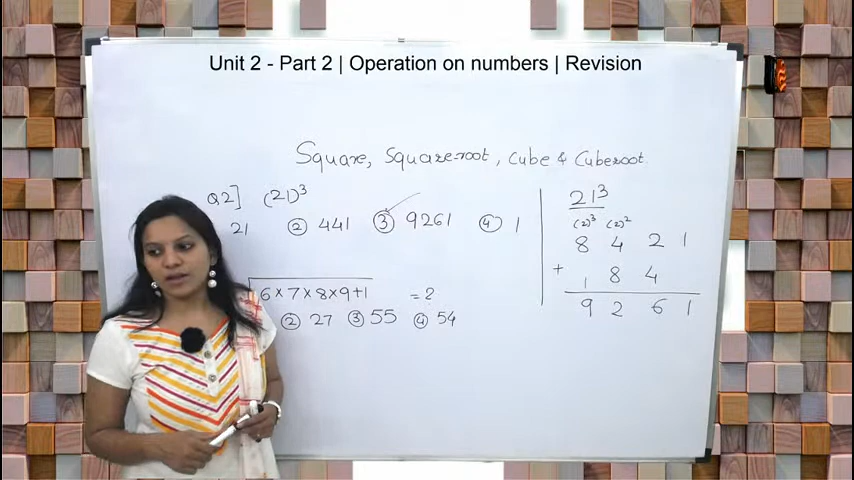 Unit 2 - Part 2 | Operation on numbers | Revision
Square, Squareroot, Cube & Cuberoot.
Q2] (21)³
21 ② 441 ③ 9261 ④ 1
6×7×8×9+1 = ?
② 27 ③ 55 ④ 54
21³
(2)³ (2)²
8 4 2 1
+ 1 8 4
9 2 6 1